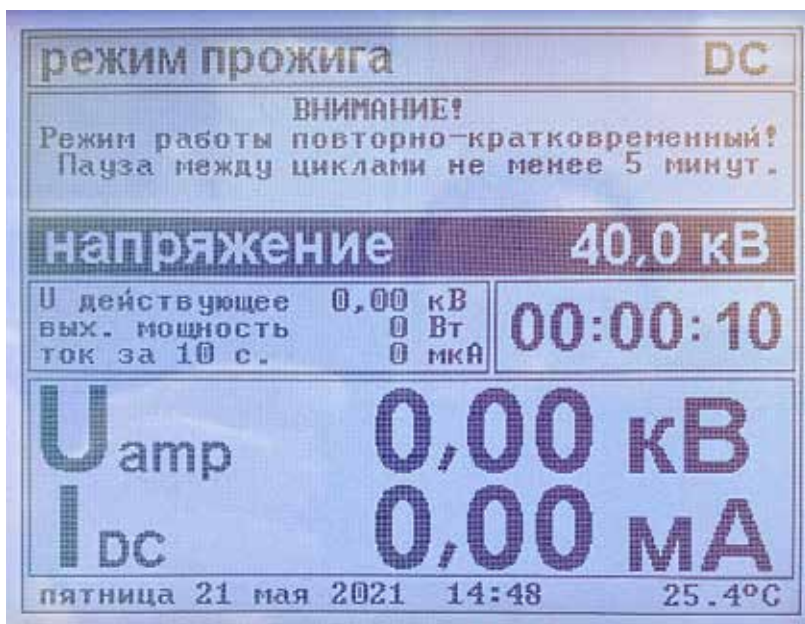 режим прожига DC
ВНИМАНИЕ!
Режим работы повторно-кратковременный!
Пауза между циклами не менее 5 минут.
напряжение 40,0 кВ
U действующее 0,00 кВ
вых. мощность 0 Вт
ток за 10 с. 0 мкА
00:00:10
Uamp 0,00 кВ
IDC 0,00 мА
пятница 21 мая 2021 14:48 25.4°C